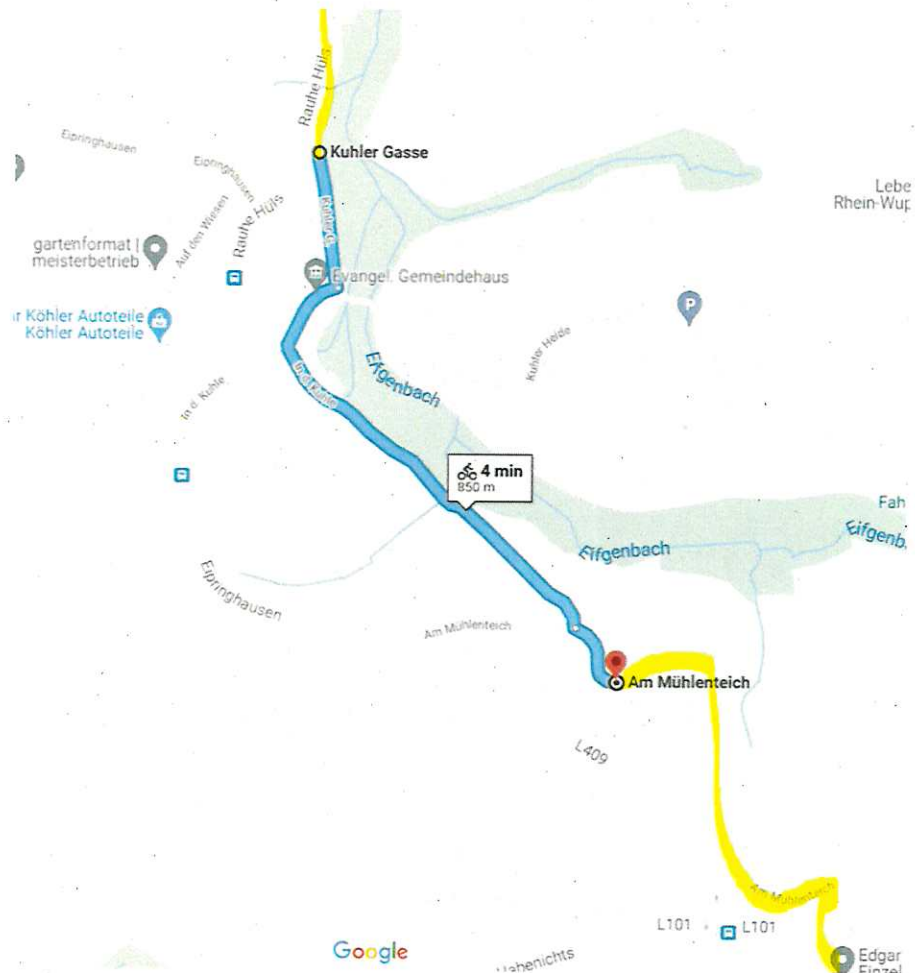 Rauhe Hüls
Kuhler Gasse
Eipringhausen
Eipringhausen
Lebe
Rhein-Wup
Auf den Wiesen
Rauhe Hüls
gartenformat |
meisterbetrieb
Evangel. Gemeindehaus
P
r Köhler Autoteile
Köhler Autoteile
Kuhler Heide
Eifgenbach
In d. Kuhle
In d. Kuhle
4 min
850 m
Fah
Eifgenb.
Eifgenbach
Eipringhausen
Am Mühlenteich
Am Mühlenteich
L409
Am Mühlenteich
L101
L101
Google
Habenichts
Edgar
Einzel